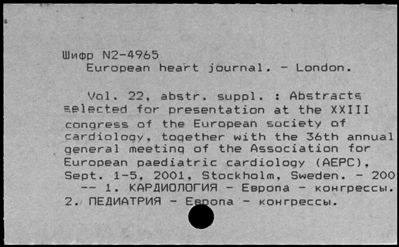 Шифр N2-4965
European heart journal. - London.
Vol. 22, abstr. suppl. : Abstracts
selected for presentation at the XXIII
congress of the European society of
cardiology, together with the 36th annual
general meeting of the Association for
European paediatric cardiology (AEPC),
Sept. 1-5, 2001, Stockholm, Sweden. - 200
-- 1. КАРДИОЛОГИЯ - Европа - конгрессы.
2. ПЕДИАТРИЯ - Европа - конгрессы.